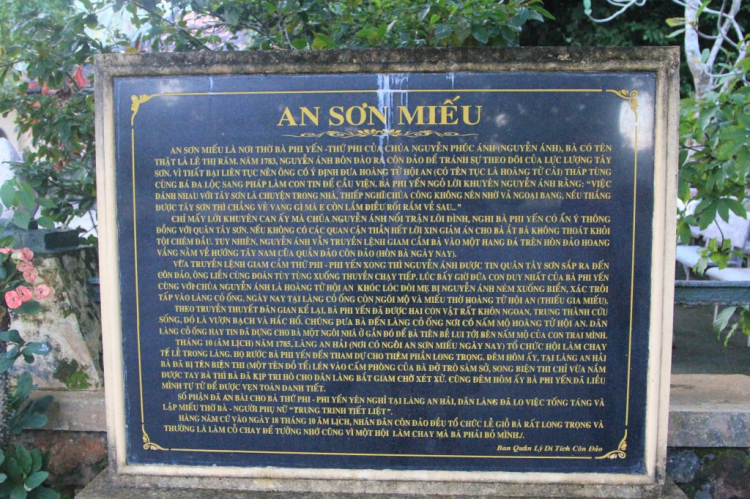 AN SƠN MIẾU
AN SƠN MIẾU LÀ NƠI THỜ BÀ PHI YẾN -THỨ PHI CỦA CHÚA NGUYỄN PHÚC ÁNH (NGUYỄN ÁNH), BÀ CÓ TÊN
THẬT LÀ LÊ THỊ RĂM. NĂM 1783, NGUYỄN ÁNH BÔN ĐÀO RA CÔN ĐẢO ĐỂ TRÁNH SỰ THEO DÕI CỦA LỰC LƯỢNG TÂY
SƠN. VÌ THẤT BẠI LIÊN TỤC NÊN ÔNG CÓ Ý ĐỊNH ĐƯA HOÀNG TỬ HỘI AN (CÓ TÊN TỤC LÀ HOÀNG TỬ CẢI) THÁP TÙNG
CÙNG BÁ ĐA LỘC SANG PHÁP LÀM CON TIN ĐỂ CẦU VIỆN. BÀ PHI YẾN NGỎ LỜI KHUYÊN NGUYỄN ÁNH RẰNG: "VIỆC
ĐÁNH NHAU VỚI TÂY SƠN LÀ CHUYỆN TRONG NHÀ, THIẾP NGHĨ CHÚA CÔNG KHÔNG NÊN NHỜ VẢ NGOẠI BANG, NẾU THẮNG
ĐƯỢC TÂY SƠN THÌ CHẲNG VẺ VANG GÌ MÀ E CÒN LẮM ĐIỀU RỐI RẮM VỀ SAU.."
CHỈ MẤY LỜI KHUYÊN CAN ẤY MÀ CHÚA NGUYỄN ÁNH NỔI TRẬN LÔI ĐÌNH, NGHI BÀ PHI YẾN CÓ ẨN Ý THÔNG
ĐỒNG VỚI QUÂN TÂY SƠN. NẾU KHÔNG CÓ CÁC QUAN CẬN THẦN HẾT LỜI XIN GIẢM ÁN CHO BÀ ẮT BÀ KHÔNG THOÁT KHỎI
TỘI CHÉM ĐẦU. TUY NHIÊN, NGUYỄN ÁNH VẪN TRUYỀN LỆNH GIAM CẦM BÀ VÀO MỘT HANG ĐÁ TRÊN HÒN ĐẢO HOANG
VẮNG NẰM VỀ HƯỚNG TÂY NAM CỦA QUẦN ĐẢO CÔN ĐẢO (HÒN BÀ NGÀY NAY).
VỪA TRUYỀN LỆNH GIAM CẦM THỨ PHI - PHI YẾN XONG THÌ NGUYỄN ÁNH ĐƯỢC TIN QUÂN TÂY SƠN SẮP RA ĐẾN
CÔN ĐẢO, ÔNG LIỀN CÙNG ĐOÀN TÙY TÙNG XUỐNG THUYỀN CHẠY TIẾP. LÚC BẤY GIỜ ĐỨA CON DUY NHẤT CỦA BÀ PHI YẾN
CÙNG VỚI CHÚA NGUYỄN ÁNH LÀ HOÀNG TỬ HỘI AN KHÓC LÓC ĐÒI MẸ BỊ NGUYỄN ÁNH NÉM XUỐNG BIỂN, XÁC TRÔI
TẤP VÀO LÀNG CỎ ỐNG. NGÀY NAY TẠI LÀNG CỎ ỐNG CÒN NGÔI MỘ VÀ MIẾU THỜ HOÀNG TỬ HỘI AN (THIẾU GIA MIẾU).
THEO TRUYỀN THUYẾT DÂN GIAN KỂ LẠI, BÀ PHI YẾN ĐÃ ĐƯỢC HAI CON VẬT RẤT KHÔN NGOAN, TRUNG THÀNH CỨU
SỐNG, ĐÓ LÀ VƯỢN BẠCH VÀ HẮC HỔ. CHÚNG ĐƯA BÀ ĐẾN LÀNG CỎ ỐNG NƠI CÓ NẤM MỘ HOÀNG TỬ HỘI AN. DÂN
LÀNG CỎ ỐNG HAY TIN ĐÃ DỰNG CHO BÀ MỘT NGÔI NHÀ Ở GẦN ĐÓ ĐỂ BÀ TIỆN BỀ LUI TỚI BÊN NẤM MỘ CỦA CON TRAI MÌNH.
THÁNG 10 (ÂM LỊCH) NĂM 1785, LÀNG AN HẢI (NƠI CÓ NGÔI AN SƠN MIẾU NGÀY NAY) TỔ CHỨC HỘI LÀM CHAY
TẾ LỄ TRONG LÀNG. HỌ RƯỚC BÀ PHI YẾN ĐẾN THAM DỰ CHO THÊM PHẦN LONG TRỌNG. ĐÊM HÔM ẤY, TẠI LÀNG AN HẢI
BÀ ĐÃ BỊ TÊN BIỆN THI (MỘT TÊN ĐỒ TỂ) LẺN VÀO CẤM PHÒNG CỦA BÀ DỞ TRÒ SÀM SỞ, SONG BIỆN THI CHỈ VỪA NẮM
ĐƯỢC TAY BÀ THÌ BÀ ĐÃ KỊP TRI HÔ CHO DÂN LÀNG BẮT GIAM CHỜ XÉT XỬ. CŨNG ĐÊM HÔM ẤY BÀ PHI YẾN ĐÃ LIỀU
MÌNH TỰ TỬ ĐỂ ĐƯỢC VẸN TOÀN DANH TIẾT.
SỐ PHẬN ĐÃ AN BÀI CHO BÀ THỨ PHI - PHI YẾN YÊN NGHỈ TẠI LÀNG AN HẢI, DÂN LÀNG ĐÃ LO VIỆC TỐNG TÁNG VÀ
LẬP MIẾU THỜ BÀ - NGƯỜI PHỤ NỮ "TRUNG TRINH TIẾT LIỆT".
HÀNG NĂM CỨ VÀO NGÀY 18 THÁNG 10 ÂM LỊCH, NHÂN DÂN CÔN ĐẢO ĐỀU TỔ CHỨC LỄ GIỖ BÀ RẤT LONG TRỌNG VÀ
THƯỜNG LÀ LÀM CỖ CHAY ĐỂ TƯỞNG NHỚ CŨNG VÌ MỘT HỘI LÀM CHAY MÀ BÀ PHẢI BỎ MÌNH./.
Ban Quản Lý Di Tích Côn Đảo